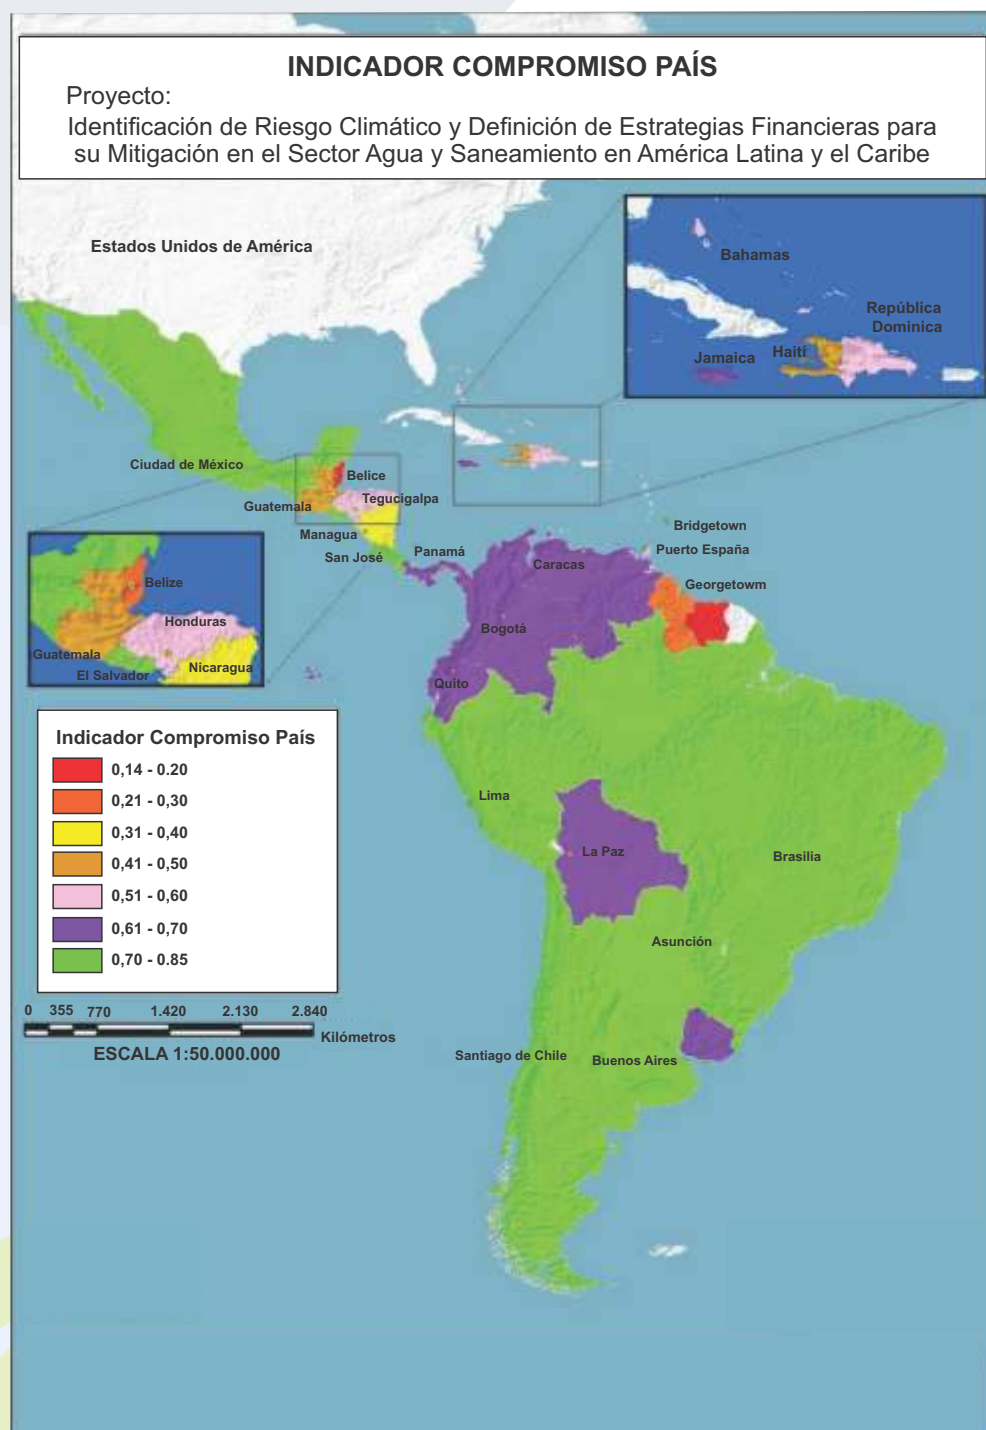 INDICADOR COMPROMISO PAÍS
Proyecto:
Identificación de Riesgo Climático y Definición de Estrategias Financieras para
su Mitigación en el Sector Agua y Saneamiento en América Latina y el Caribe
Estados Unidos de América
Bahamas
República
Dominica
Jamaica
Haití
Ciudad de México
Belice
Tegucigalpa
Guatemala
Managua
San José
Panamá
Bridgetown
Puerto España
Caracas
Georgetowm
Bogotá
Quito
Belize
Honduras
Guatemala
El Salvador
Nicaragua
Lima
La Paz
Brasilia
Asunción
Santiago de Chile
Buenos Aires
Indicador Compromiso País
0,14 - 0.20
0,21 - 0,30
0,31 - 0,40
0,41 - 0,50
0,51 - 0,60
0,61 - 0,70
0,70 - 0.85
0 355 770 1.420 2.130 2.840
Kilómetros
ESCALA 1:50.000.000